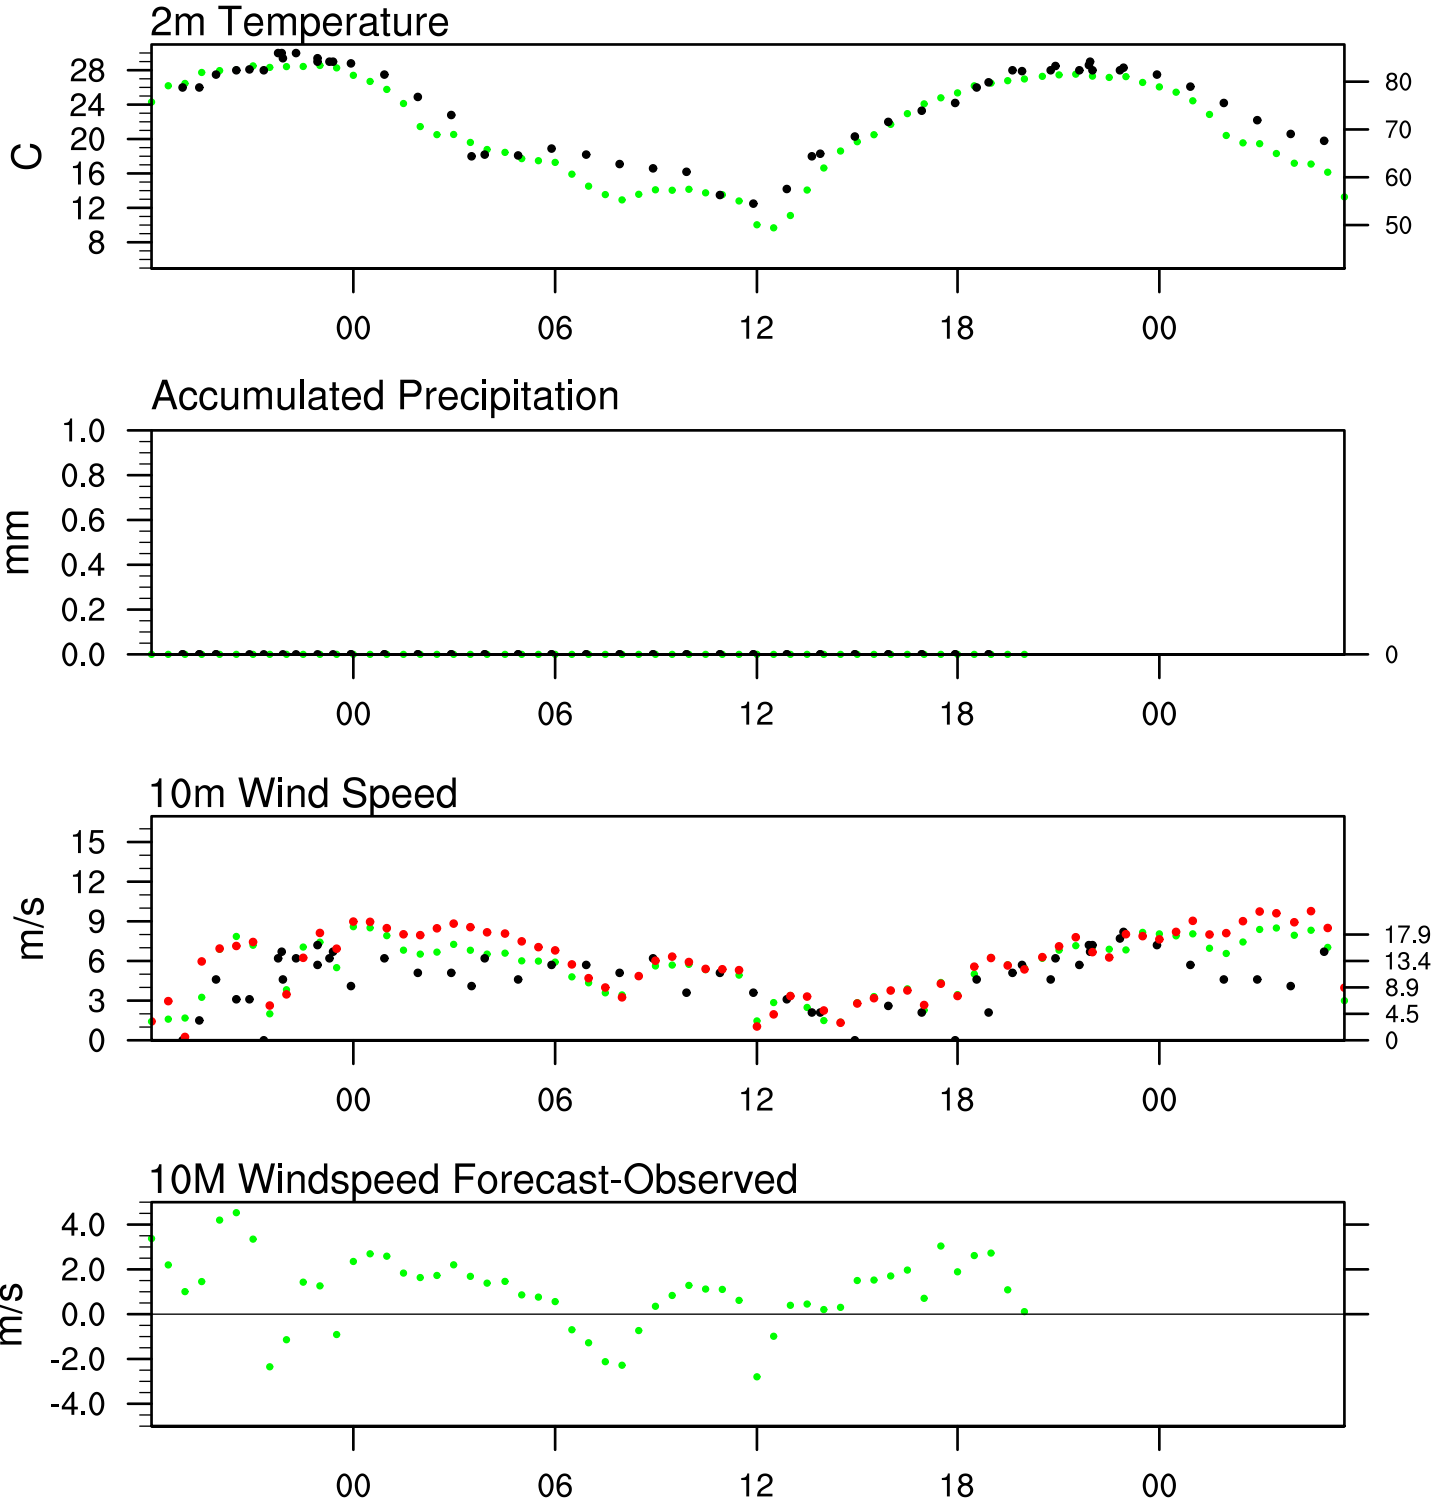 2m Temperature
C
28
24
20
16
12
8
80
70
60
50
00 06 12 18 00
Accumulated Precipitation
mm
1.0
0.8
0.6
0.4
0.2
0.0
0
00 06 12 18 00
10m Wind Speed
m/s
15
12
9
6
3
0
17.9
13.4
8.9
4.5
0
00 06 12 18 00
10M Windspeed Forecast-Observed
m/s
4.0
2.0
0.0
-2.0
-4.0
00 06 12 18 00